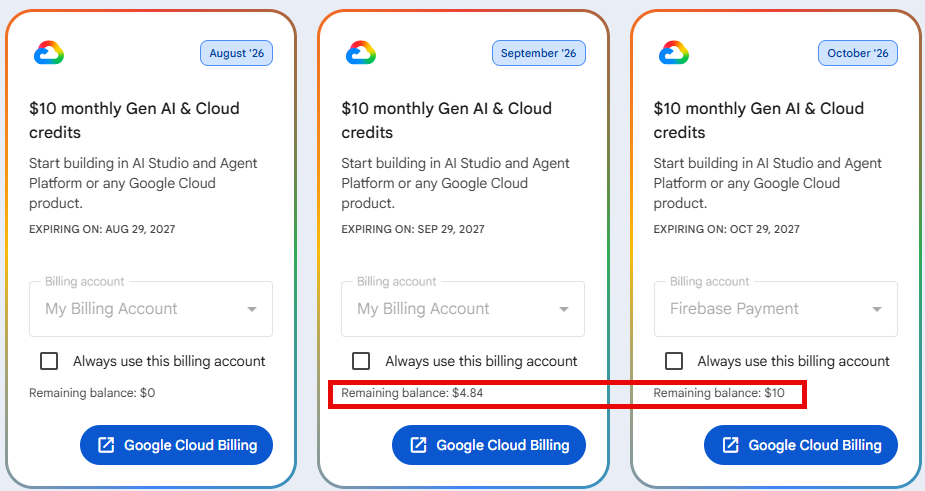 August '26
$10 monthly Gen AI & Cloud
credits
Start building in AI Studio and Agent
Platform or any Google Cloud
product.
EXPIRING ON: AUG 29, 2027
Billing account
My Billing Account
Always use this billing account
Remaining balance: $0
Google Cloud Billing
September '26
$10 monthly Gen AI & Cloud
credits
Start building in AI Studio and Agent
Platform or any Google Cloud
product.
EXPIRING ON: SEP 29, 2027
Billing account
My Billing Account
Always use this billing account
Remaining balance: $4.84
Google Cloud Billing
October '26
$10 monthly Gen AI & Cloud
credits
Start building in AI Studio and Agent
Platform or any Google Cloud
product.
EXPIRING ON: OCT 29, 2027
Billing account
Firebase Payment
Always use this billing account
Remaining balance: $10
Google Cloud Billing